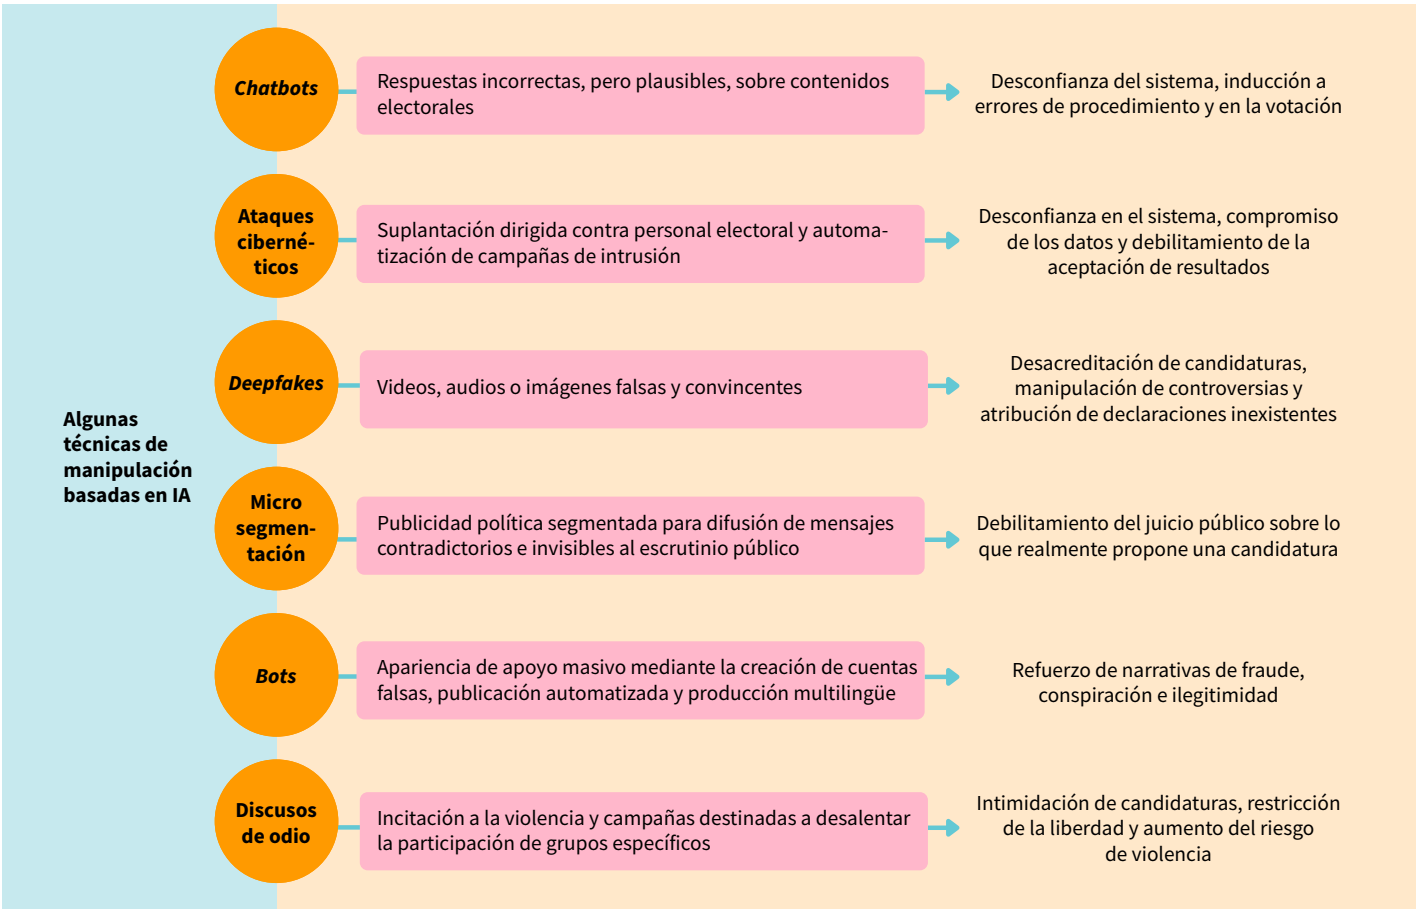 Algunas
técnicas de
manipulación
basadas en IA
Chatbots
Respuestas incorrectas, pero plausibles, sobre contenidos
electorales
Desconfianza del sistema, inducción a
errores de procedimiento y en la votación
Ataques
ciberné-
ticos
Suplantación dirigida contra personal electoral y automa-
tización de campañas de intrusión
Desconfianza en el sistema, compromiso
de los datos y debilitamiento de la
aceptación de resultados
Deepfakes
Videos, audios o imágenes falsas y convincentes
Desacreditación de candidaturas,
manipulación de controversias y
atribución de declaraciones inexistentes
Micro
segmen-
tación
Publicidad política segmentada para difusión de mensajes
contradictorios e invisibles al escrutinio público
Debilitamiento del juicio público sobre lo
que realmente propone una candidatura
Bots
Apariencia de apoyo masivo mediante la creación de cuentas
falsas, publicación automatizada y producción multilingüe
Refuerzo de narrativas de fraude,
conspiración e ilegitimidad
Discusos
de odio
Incitación a la violencia y campañas destinadas a desalentar
la participación de grupos específicos
Intimidación de candidaturas, restricción
de la liberdad y aumento del riesgo
de violencia